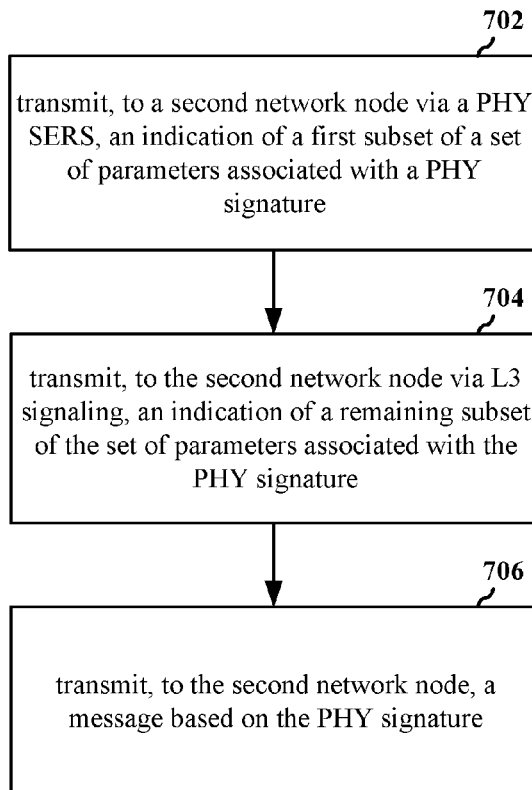 702
transmit, to a second network node via a PHY
SERS, an indication of a first subset of a set
of parameters associated with a PHY
signature
704
transmit, to the second network node via L3
signaling, an indication of a remaining subset
of the set of parameters associated with the
PHY signature
706
transmit, to the second network node, a
message based on the PHY signature